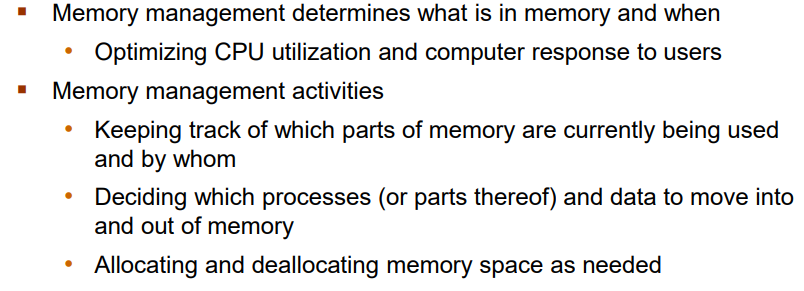 Memory management determines what is in memory and when
Optimizing CPU utilization and computer response to users
Memory management activities
Keeping track of which parts of memory are currently being used
and by whom
Deciding which processes (or parts thereof) and data to move into
and out of memory
Allocating and deallocating memory space as needed